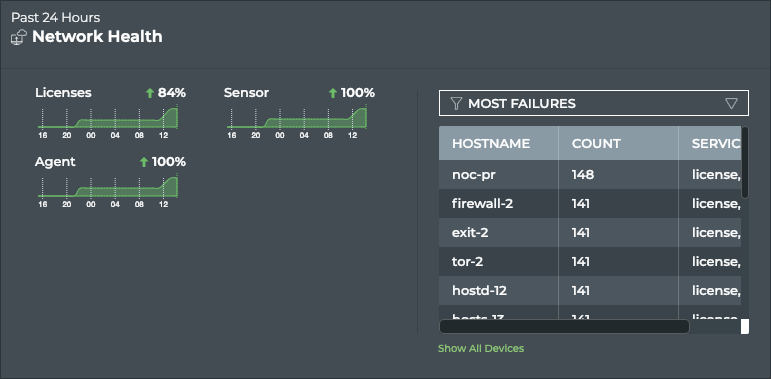 Past 24 Hours
Network Health
Licenses 84%
16 20 00 04 08 12
Sensor 100%
16 20 00 04 08 12
Agent 100%
16 20 00 04 08 12
MOST FAILURES
HOSTNAME COUNT SERVIC
noc-pr 148 license,
firewall-2 141 license,
exit-2 141 license,
tor-2 141 license,
hostd-12 141 license,
Show All Devices